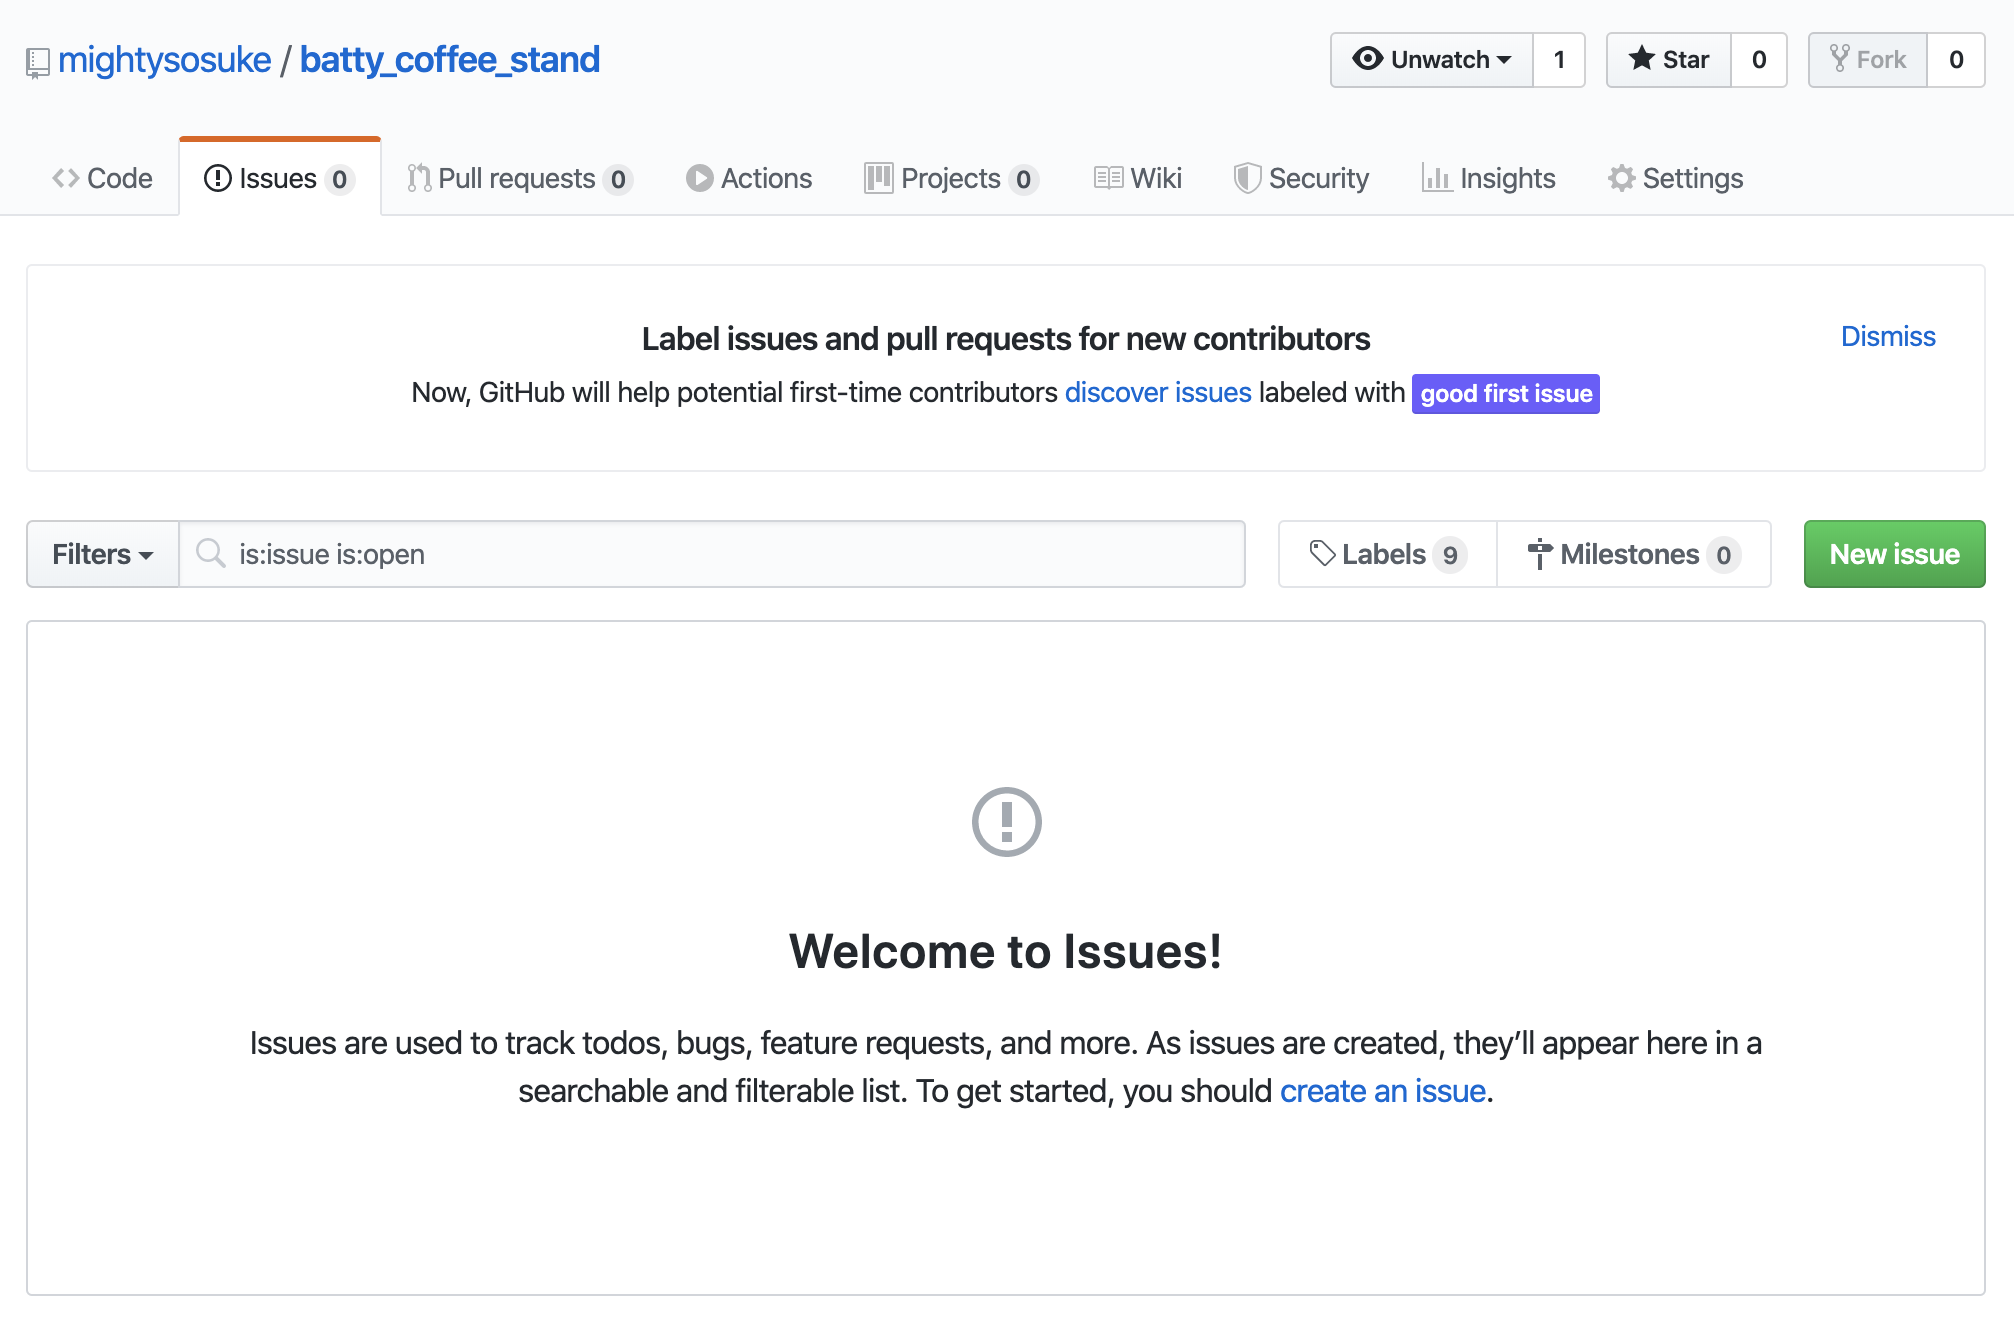 mightysosuke / batty_coffee_stand
Unwatch 1 Star 0 Fork 0
Code Issues 0 Pull requests 0 Actions Projects 0 Wiki Security Insights Settings
Label issues and pull requests for new contributors
Dismiss
Now, GitHub will help potential first-time contributors discover issues labeled with good first issue
Filters is:issue is:open Labels 9 Milestones 0 New issue
Welcome to Issues!
Issues are used to track todos, bugs, feature requests, and more. As issues are created, they’ll appear here in a
searchable and filterable list. To get started, you should create an issue.